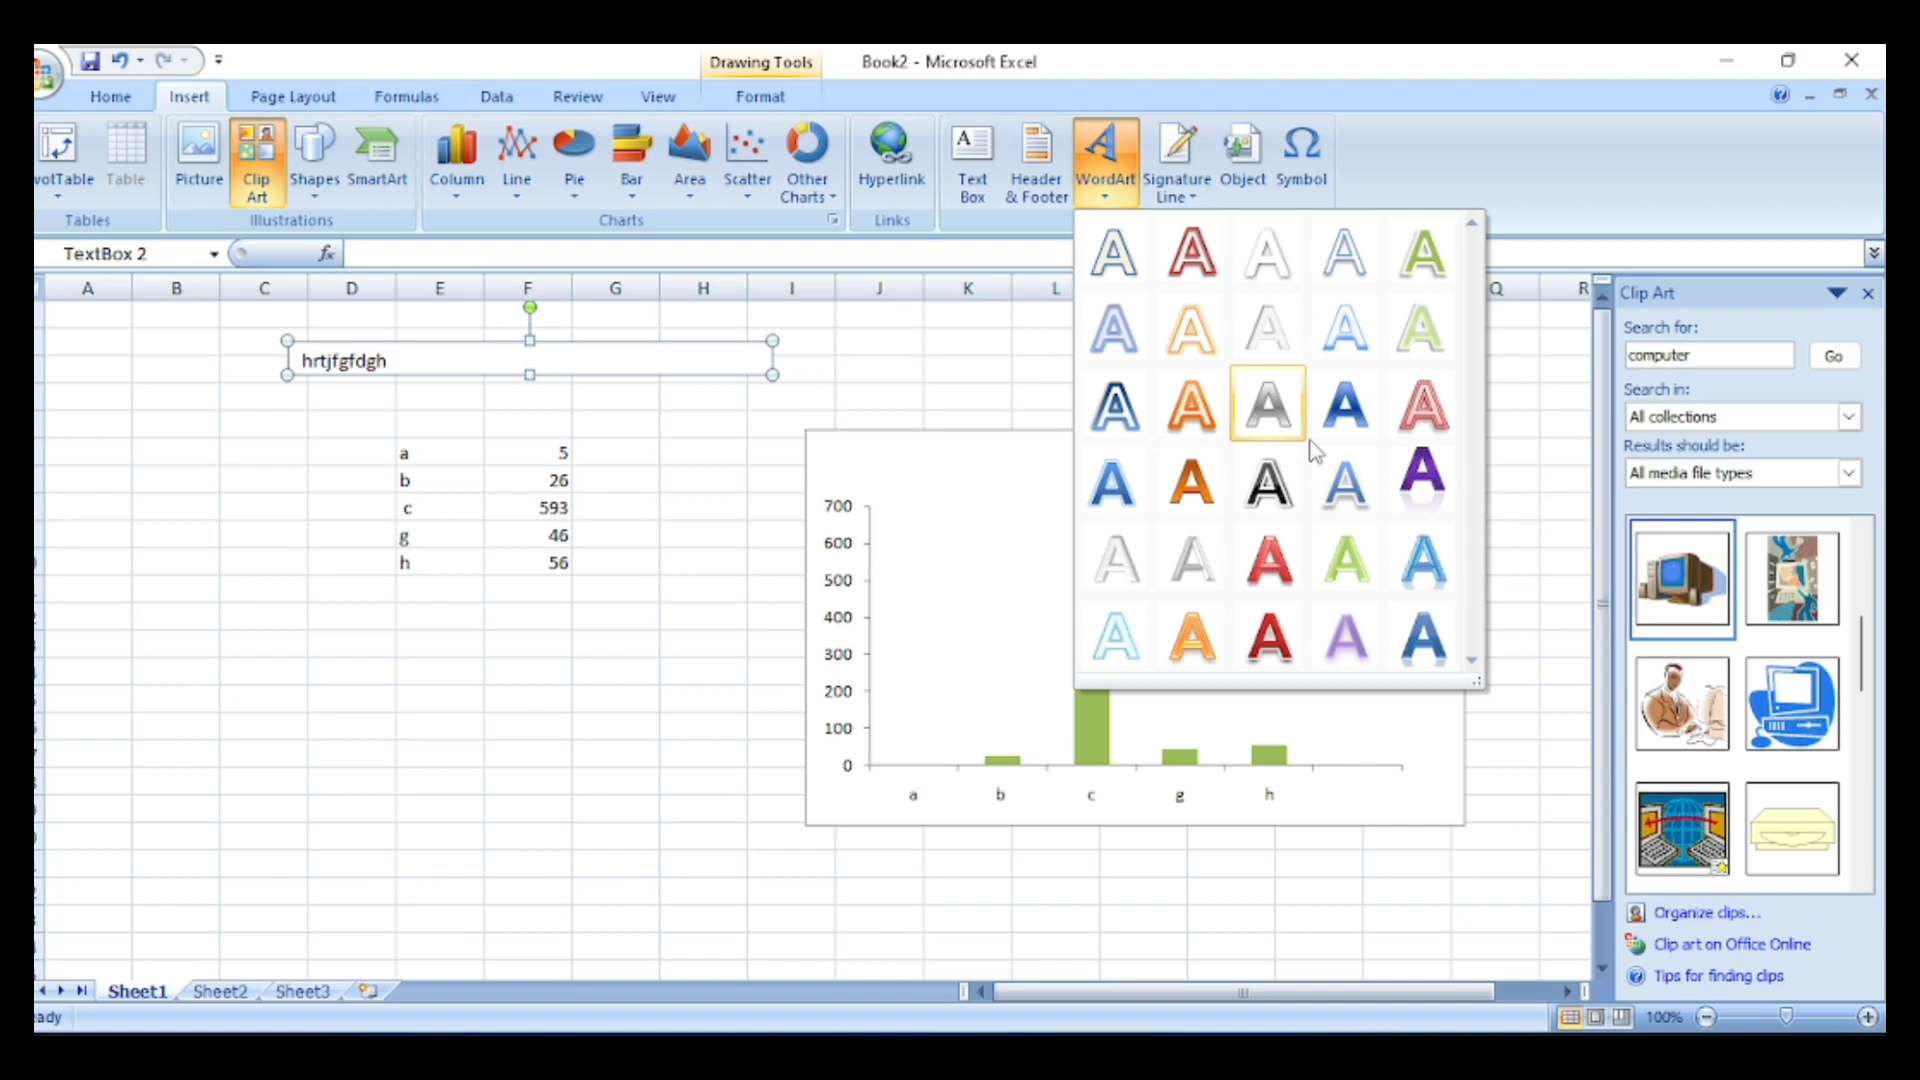 Drawing Tools
Book2 - Microsoft Excel
Home Insert Page Layout Formulas Data Review View Format
votTable Table Picture Clip Art Shapes SmartArt Column Line Pie Bar Area Scatter Other Charts Hyperlink Text Box Header & Footer WordArt Signature Line Object Symbol
Tables Illustrations Charts Links
TextBox 2 fx
A B C D E F G H I J K L Q R
hrtjfgfdgh
a 5
b 26
c 593
g 46
h 56
700
600
500
400
300
200
100
0
a b c g h
A A A A A
A A A A A
A A A A A
A A A A A
A A A A A
A A A A A
Clip Art
Search for:
computer Go
Search in:
All collections
Results should be:
All media file types
Organize clips...
Clip art on Office Online
Tips for finding clips
Sheet1 Sheet2 Sheet3
eady 100%